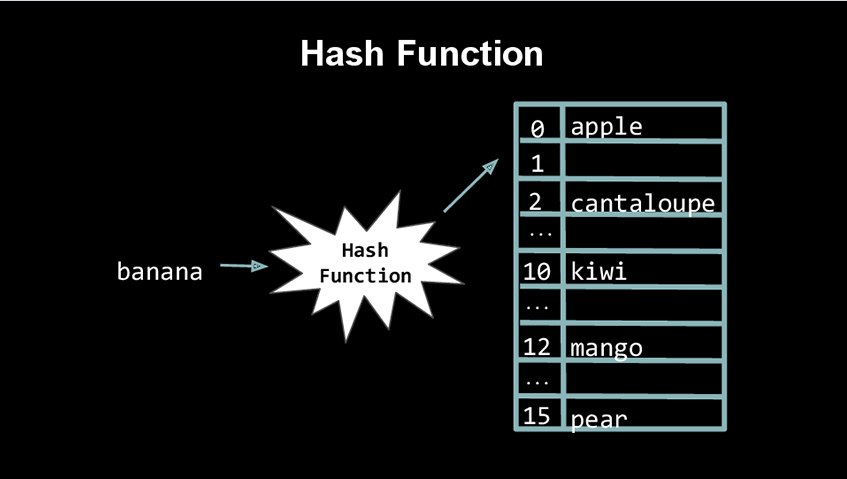 Hash Function
banana
Hash
Function
0 apple
1
2 cantaloupe
...
10 kiwi
...
12 mango
...
15 pear